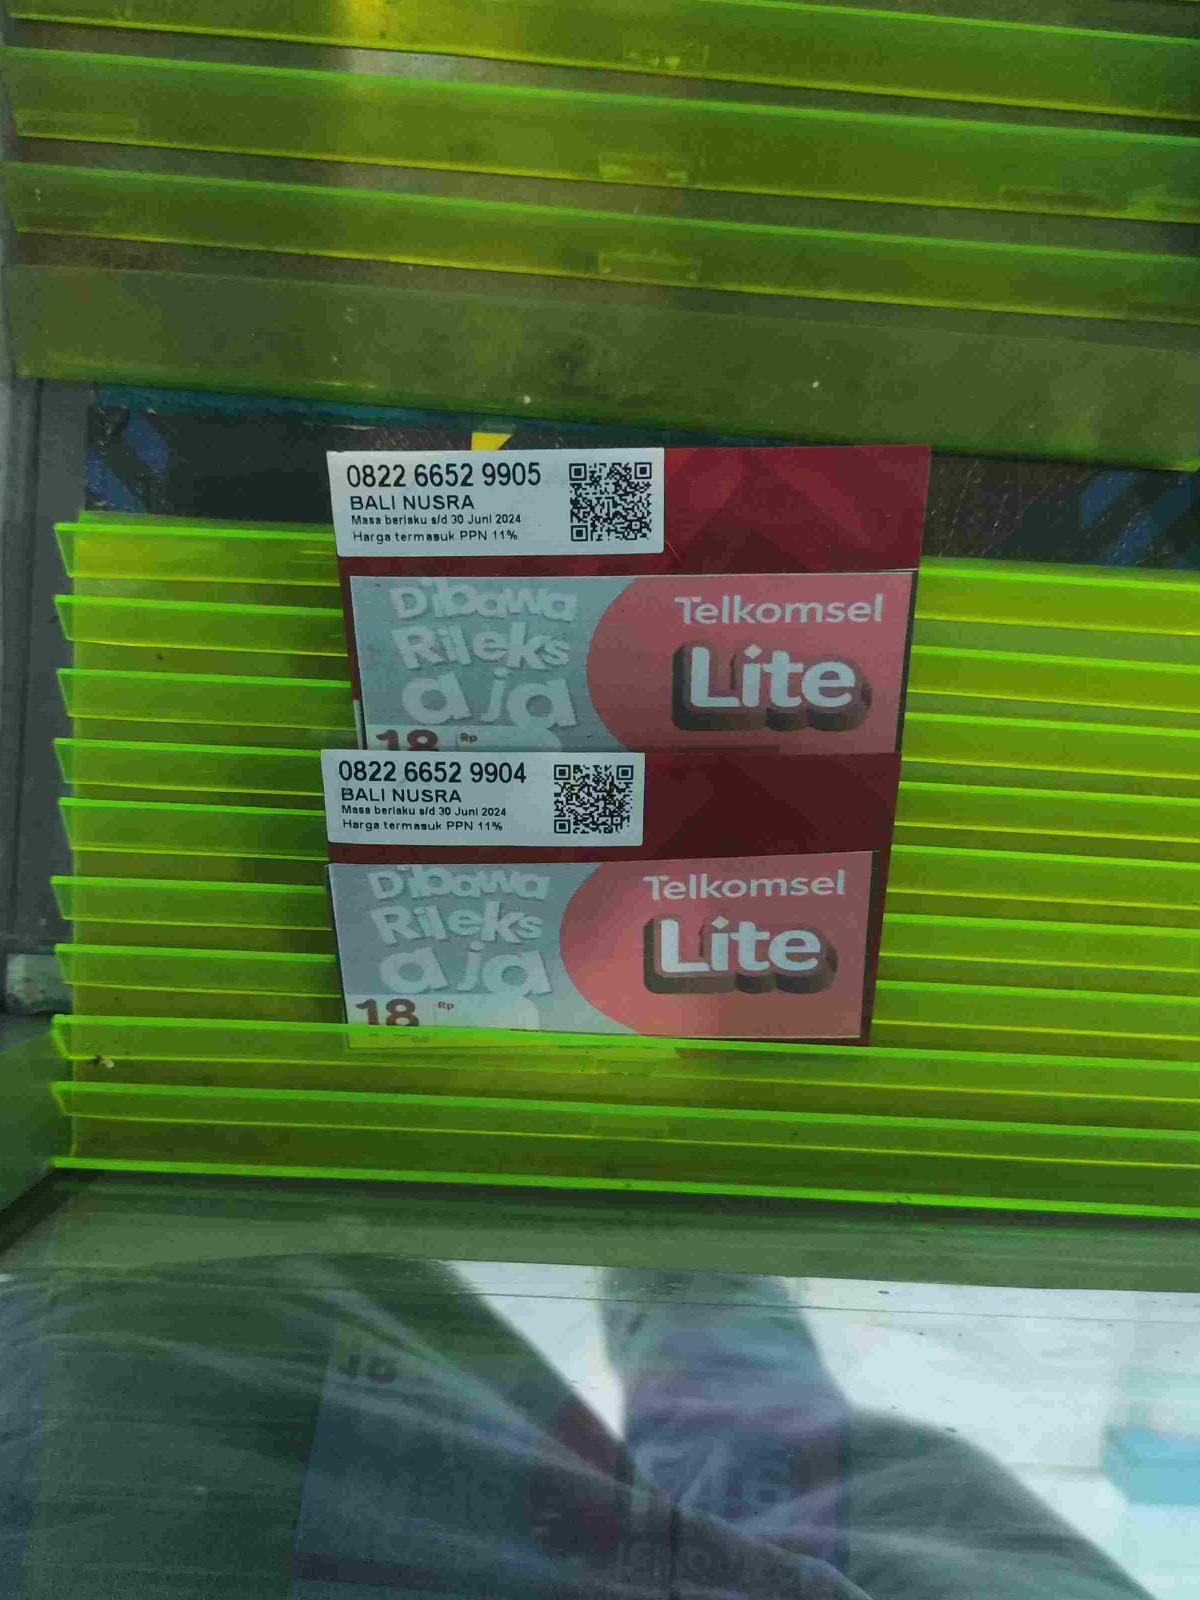 0822 6652 9905
BALI NUSRA
Masa berlaku s/d 30 Juni 2024
Harga termasuk PPN 11%
Dibawa
Rileks
aja
Telkomsel
Lite
18 Rp
0822 6652 9904
BALI NUSRA
Masa berlaku s/d 30 Juni 2024
Harga termasuk PPN 11%
Dibawa
Rileks
aja
Telkomsel
Lite
18 Rp
18